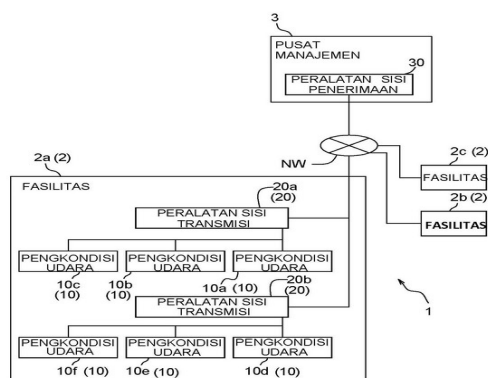 3
PUSAT
MANAJEMEN
30
PERALATAN SISI
PENERIMAAN
2a (2)
NW
2c (2)
FASILITAS
FASILITAS
20a
(20)
2b (2)
PERALATAN SISI
TRANSMISI
FASILITAS
PENGKONDISI
UDARA
PENGKONDISI
UDARA
PENGKONDISI
UDARA
10c
(10)
10b
(10)
10a (10)
20b
(20)
PERALATAN SISI
TRANSMISI
1
PENGKONDISI
UDARA
PENGKONDISI
UDARA
PENGKONDISI
UDARA
10f (10)
10e (10)
10d (10)